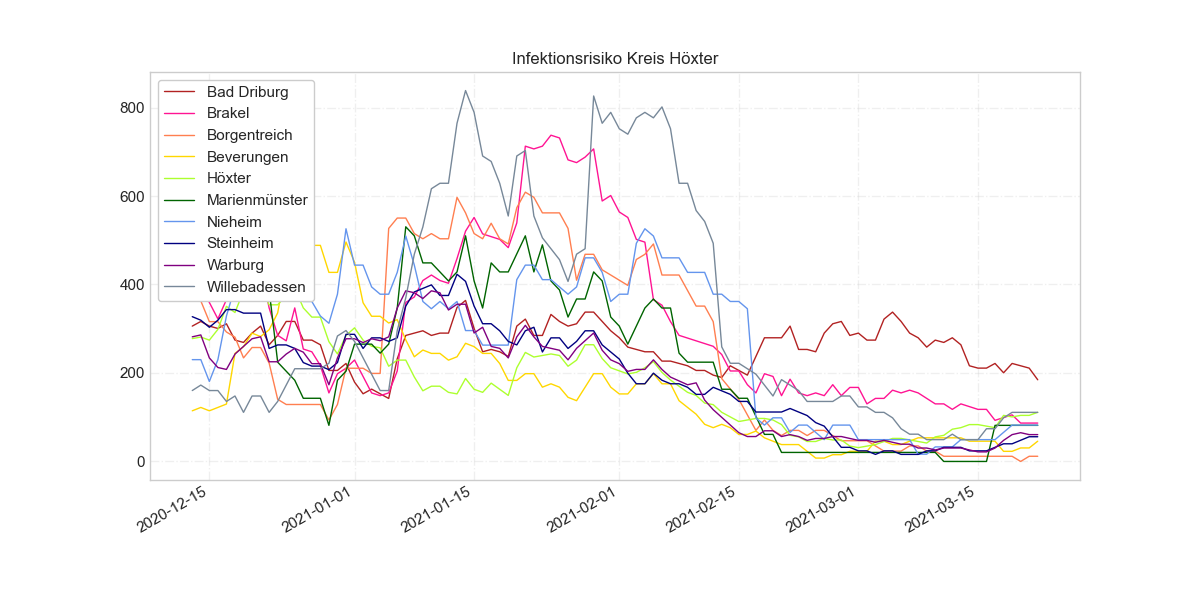 Infektionsrisiko Kreis Höxter
800
600
400
200
0
Bad Driburg
Brakel
Borgentreich
Beverungen
Höxter
Marienmünster
Nieheim
Steinheim
Warburg
Willebadessen
2020-12-15
2021-01-01
2021-01-15
2021-02-01
2021-02-15
2021-03-01
2021-03-15